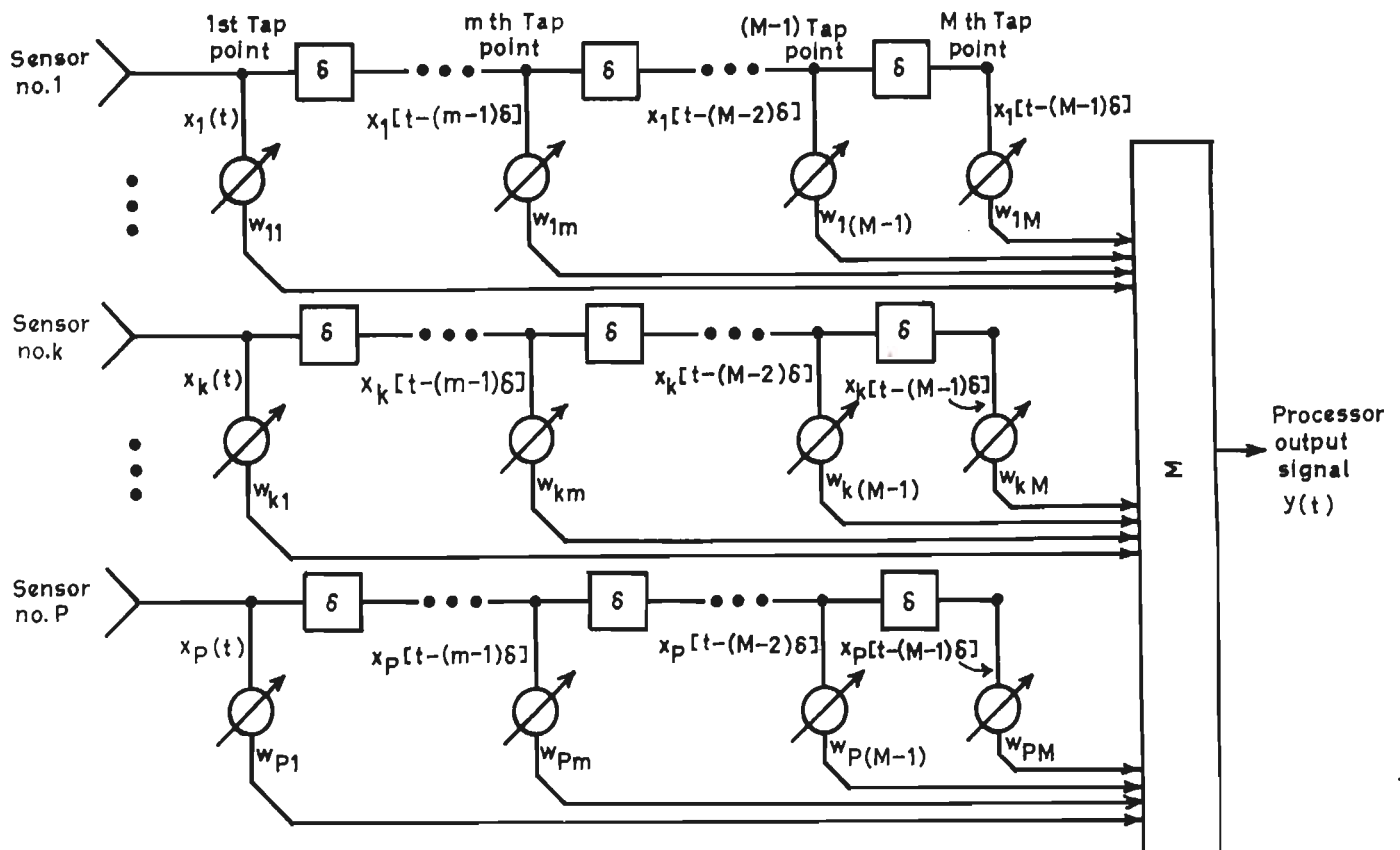 1st Tap point
m th Tap point
(M-1) Tap point
M th Tap point
Sensor no.1
δ
δ
δ
x1(t)
x1[t-(m-1)δ]
x1[t-(M-2)δ]
x1[t-(M-1)δ]
w11
w1m
w1(M-1)
w1M
Sensor no.k
δ
δ
δ
xk(t)
xk[t-(m-1)δ]
xk[t-(M-2)δ]
xk[t-(M-1)δ]
wk1
wkm
wk(M-1)
wkM
Σ
Processor
output
signal
y(t)
Sensor no. P
δ
δ
δ
xP(t)
xP[t-(m-1)δ]
xP[t-(M-2)δ]
xP[t-(M-1)δ]
wP1
wPm
wP(M-1)
wPM